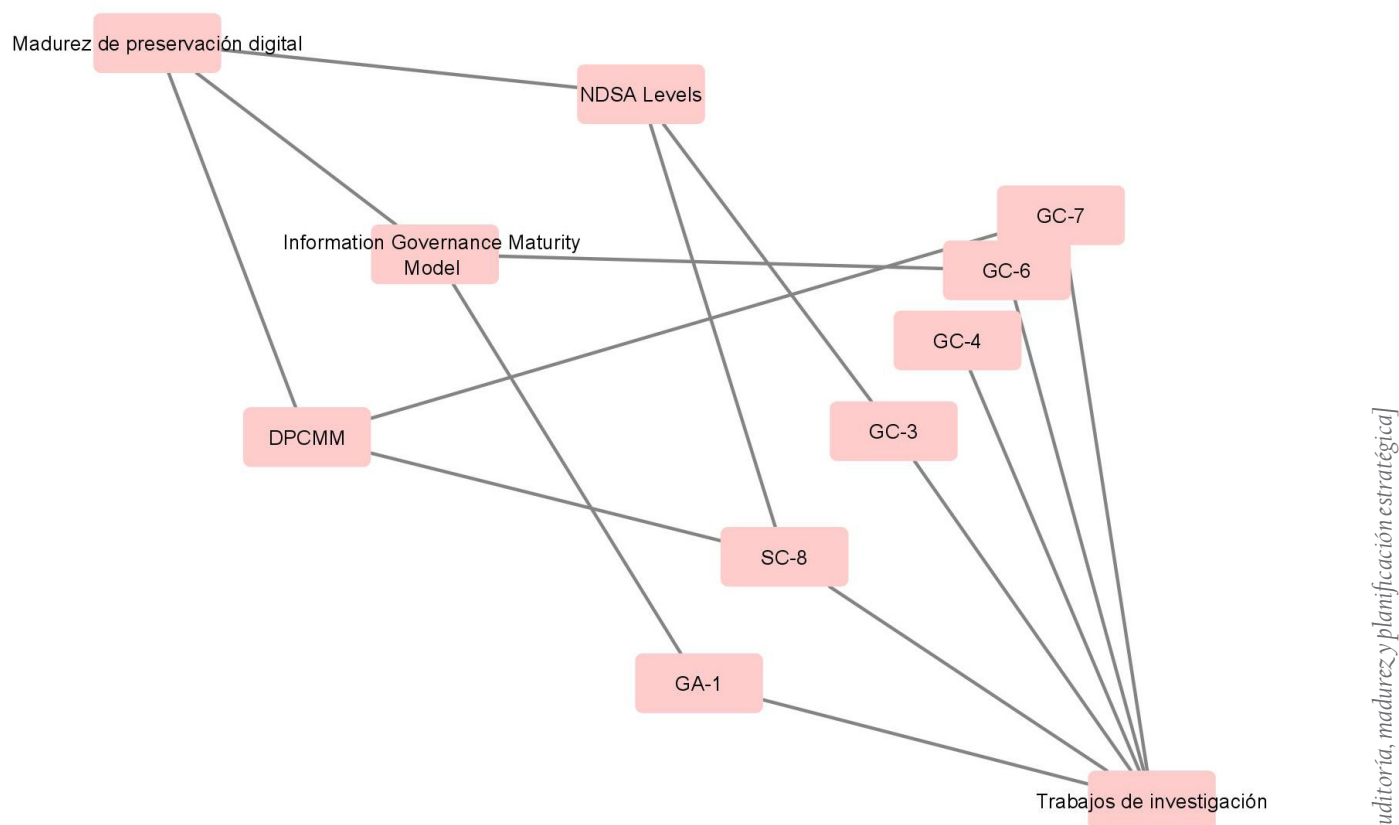 Madurez de preservación digital
NDSA Levels
GC-7
Information Governance Maturity
Model
GC-6
GC-4
GC-3
DPCMM
SC-8
GA-1
Trabajos de investigación
uditoría, madurez y planificación estratégica]